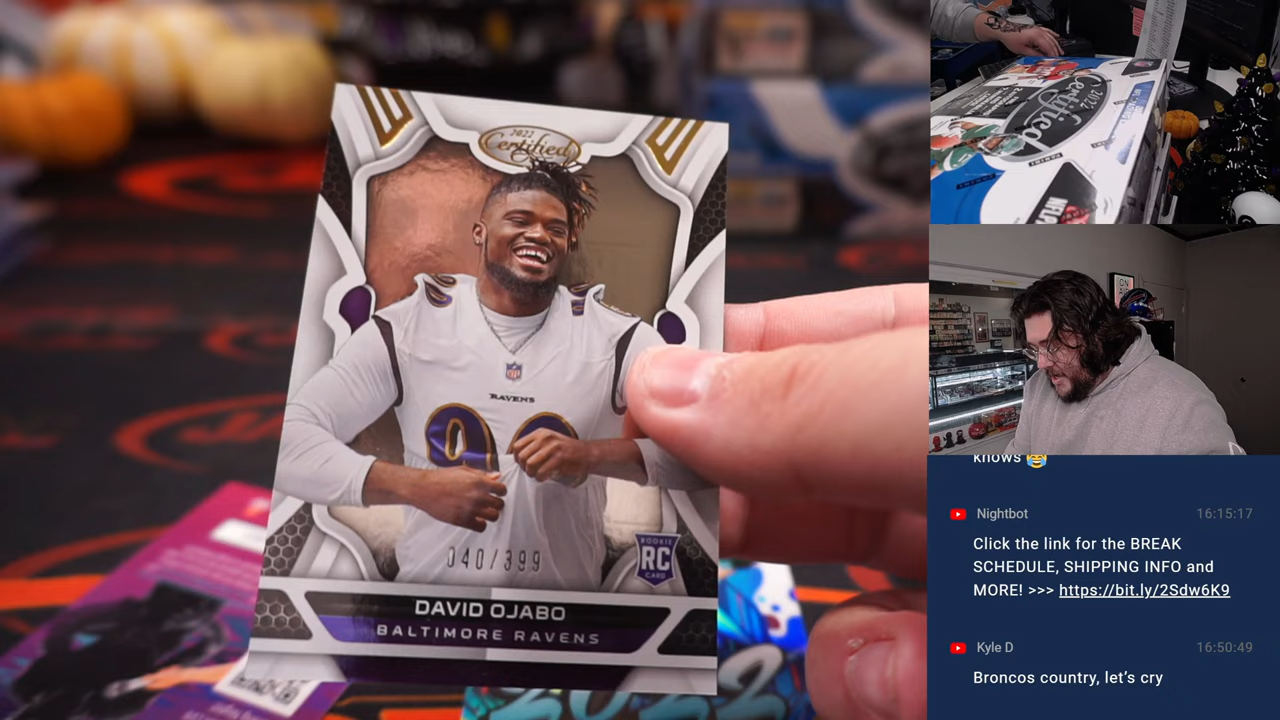 2022
Certified
RAVENS
040/399
ROOKIE
RC
CARD
DAVID OJABO
BALTIMORE RAVENS
2022
2022
Certified
knows 😂
Nightbot
16:15:17
Click the link for the BREAK
SCHEDULE, SHIPPING INFO and
MORE! >>> https://bit.ly/2Sdw6K9
Kyle D
16:50:49
Broncos country, let's cry